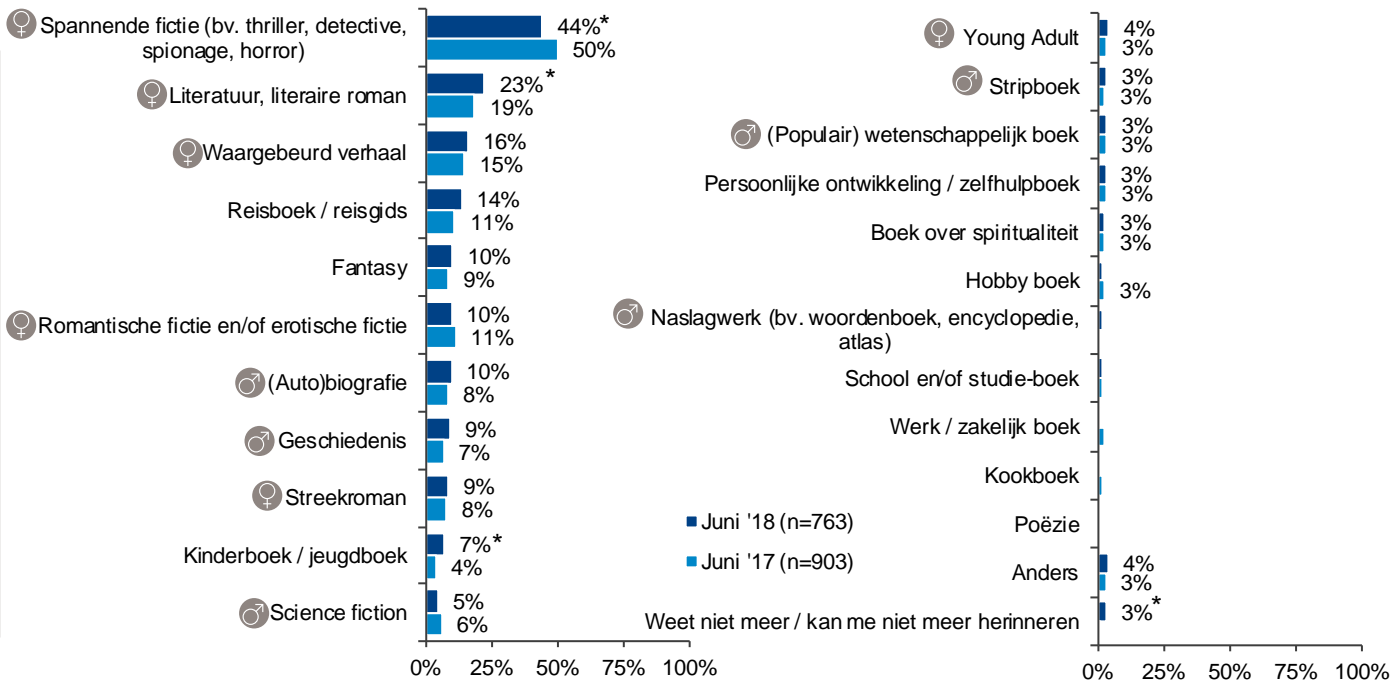 Spannende fictie (bv. thriller, detective,
spionage, horror)
44%*
50%
Literatuur, literaire roman
23%*
19%
Waargebeurd verhaal
16%
15%
Reisboek / reisgids
14%
11%
Fantasy
10%
9%
Romantische fictie en/of erotische fictie
10%
11%
(Auto)biografie
10%
8%
Geschiedenis
9%
7%
Streekroman
9%
8%
Kinderboek / jeugdboek
7%*
4%
Science fiction
5%
6%
0% 25% 50% 75% 100%
Young Adult
4%
3%
Stripboek
3%
3%
(Populair) wetenschappelijk boek
3%
3%
Persoonlijke ontwikkeling / zelfhulpboek
3%
3%
Boek over spiritualiteit
3%
3%
Hobby boek
3%
Naslagwerk (bv. woordenboek, encyclopedie,
atlas)
School en/of studie-boek
Werk / zakelijk boek
Kookboek
Poëzie
Anders
4%
3%
Weet niet meer / kan me niet meer herinneren
3%*
0% 25% 50% 75% 100%
Juni '18 (n=763)
Juni '17 (n=903)